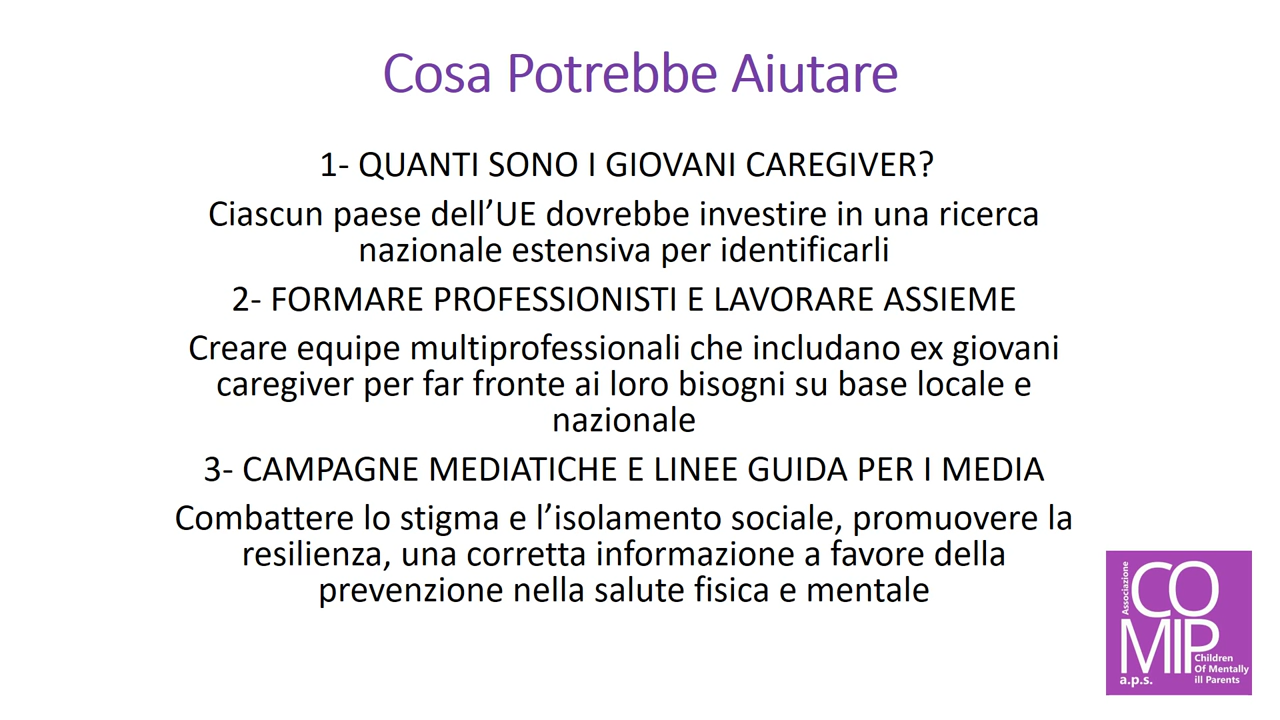 Cosa Potrebbe Aiutare
1- QUANTI SONO I GIOVANI CAREGIVER?
Ciascun paese dell’UE dovrebbe investire in una ricerca
nazionale estensiva per identificarli
2- FORMARE PROFESSIONISTI E LAVORARE ASSIEME
Creare equipe multiprofessionali che includano ex giovani
caregiver per far fronte ai loro bisogni su base locale e
nazionale
3- CAMPAGNE MEDIATICHE E LINEE GUIDA PER I MEDIA
Combattere lo stigma e l’isolamento sociale, promuovere la
resilienza, una corretta informazione a favore della
prevenzione nella salute fisica e mentale
Associazione
CO
MIP
Children
Of Mentally
ill Parents
a.p.s.